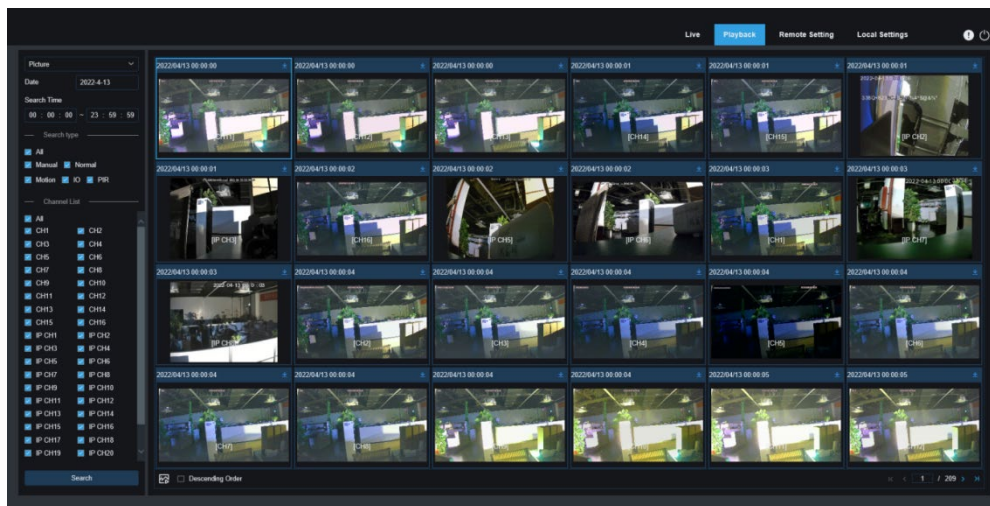 Live Playback Remote Setting Local Settings
Picture
Date 2022-4-13
Search Time
00 : 00 : 00 - 23 : 59 : 59
Search type
All
Manual Normal
Motion IO PIR
Channel List
All
CH1 CH2
CH3 CH4
CH5 CH6
CH7 CH8
CH9 CH10
CH11 CH12
CH13 CH14
CH15 CH16
IP CH1 IP CH2
IP CH3 IP CH4
IP CH5 IP CH6
IP CH7 IP CH8
IP CH9 IP CH10
IP CH11 IP CH12
IP CH13 IP CH14
IP CH15 IP CH16
IP CH17 IP CH18
IP CH19 IP CH20
Search
2022/04/13 00:00:00 2022/04/13 00:00:00 2022/04/13 00:00:00 2022/04/13 00:00:01 2022/04/13 00:00:01 2022/04/13 00:00:01
[CH11] [CH12] [CH13] [CH14] [CH15] [IP CH2]
2022/04/13 00:00:01 2022/04/13 00:00:02 2022/04/13 00:00:02 2022/04/13 00:00:02 2022/04/13 00:00:03 2022/04/13 00:00:03
[IP CH3] [CH16] [IP CH5] [IP CH6] [CH1] [IP CH7]
2022/04/13 00:00:03 2022/04/13 00:00:04 2022/04/13 00:00:04 2022/04/13 00:00:04 2022/04/13 00:00:04 2022/04/13 00:00:04
[CH2] [CH3] [CH4] [CH5] [CH6]
2022/04/13 00:00:04 2022/04/13 00:00:04 2022/04/13 00:00:04 2022/04/13 00:00:04 2022/04/13 00:00:05 2022/04/13 00:00:05
[CH7] [CH8]
Descending Order
1 / 209